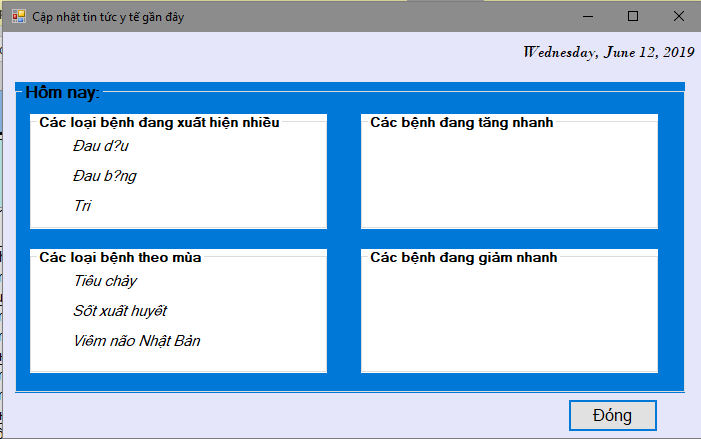 Cập nhật tin tức y tế gần đây
Wednesday, June 12, 2019
Hôm nay:
Các loại bệnh đang xuất hiện nhiều
Đau d?u
Đau b?ng
Tri
Các bệnh đang tăng nhanh
Các loại bệnh theo mùa
Tiêu chảy
Sốt xuất huyết
Viêm não Nhật Bản
Các bệnh đang giảm nhanh
Đóng